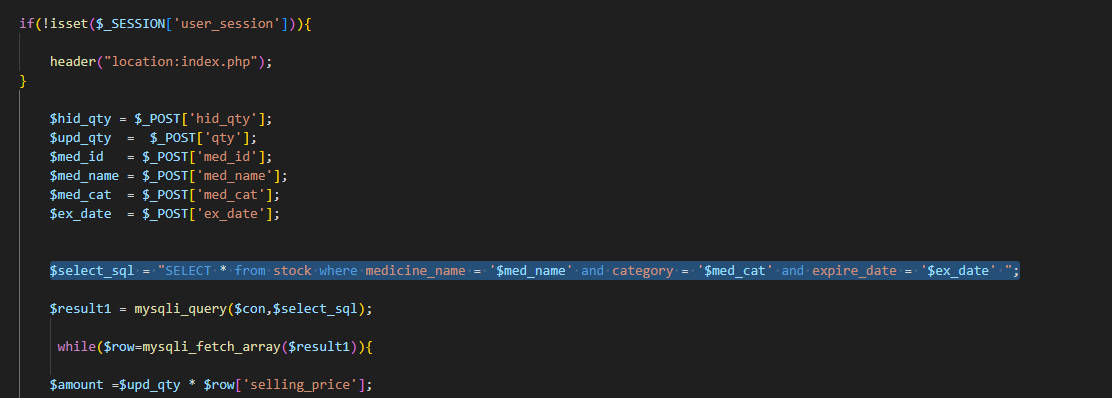 if(!isset($_SESSION['user_session'])){
header("location:index.php");
}
$hid_qty = $_POST['hid_qty'];
$upd_qty  =  $_POST['qty'];
$med_id   = $_POST['med_id'];
$med_name = $_POST['med_name'];
$med_cat  = $_POST['med_cat'];
$ex_date  = $_POST['ex_date'];
$select_sql = "SELECT * from stock where medicine_name = '$med_name' and category = '$med_cat' and expire_date = '$ex_date' ";
$result1 = mysqli_query($con,$select_sql);
while($row=mysqli_fetch_array($result1)){
$amount =$upd_qty * $row['selling_price'];